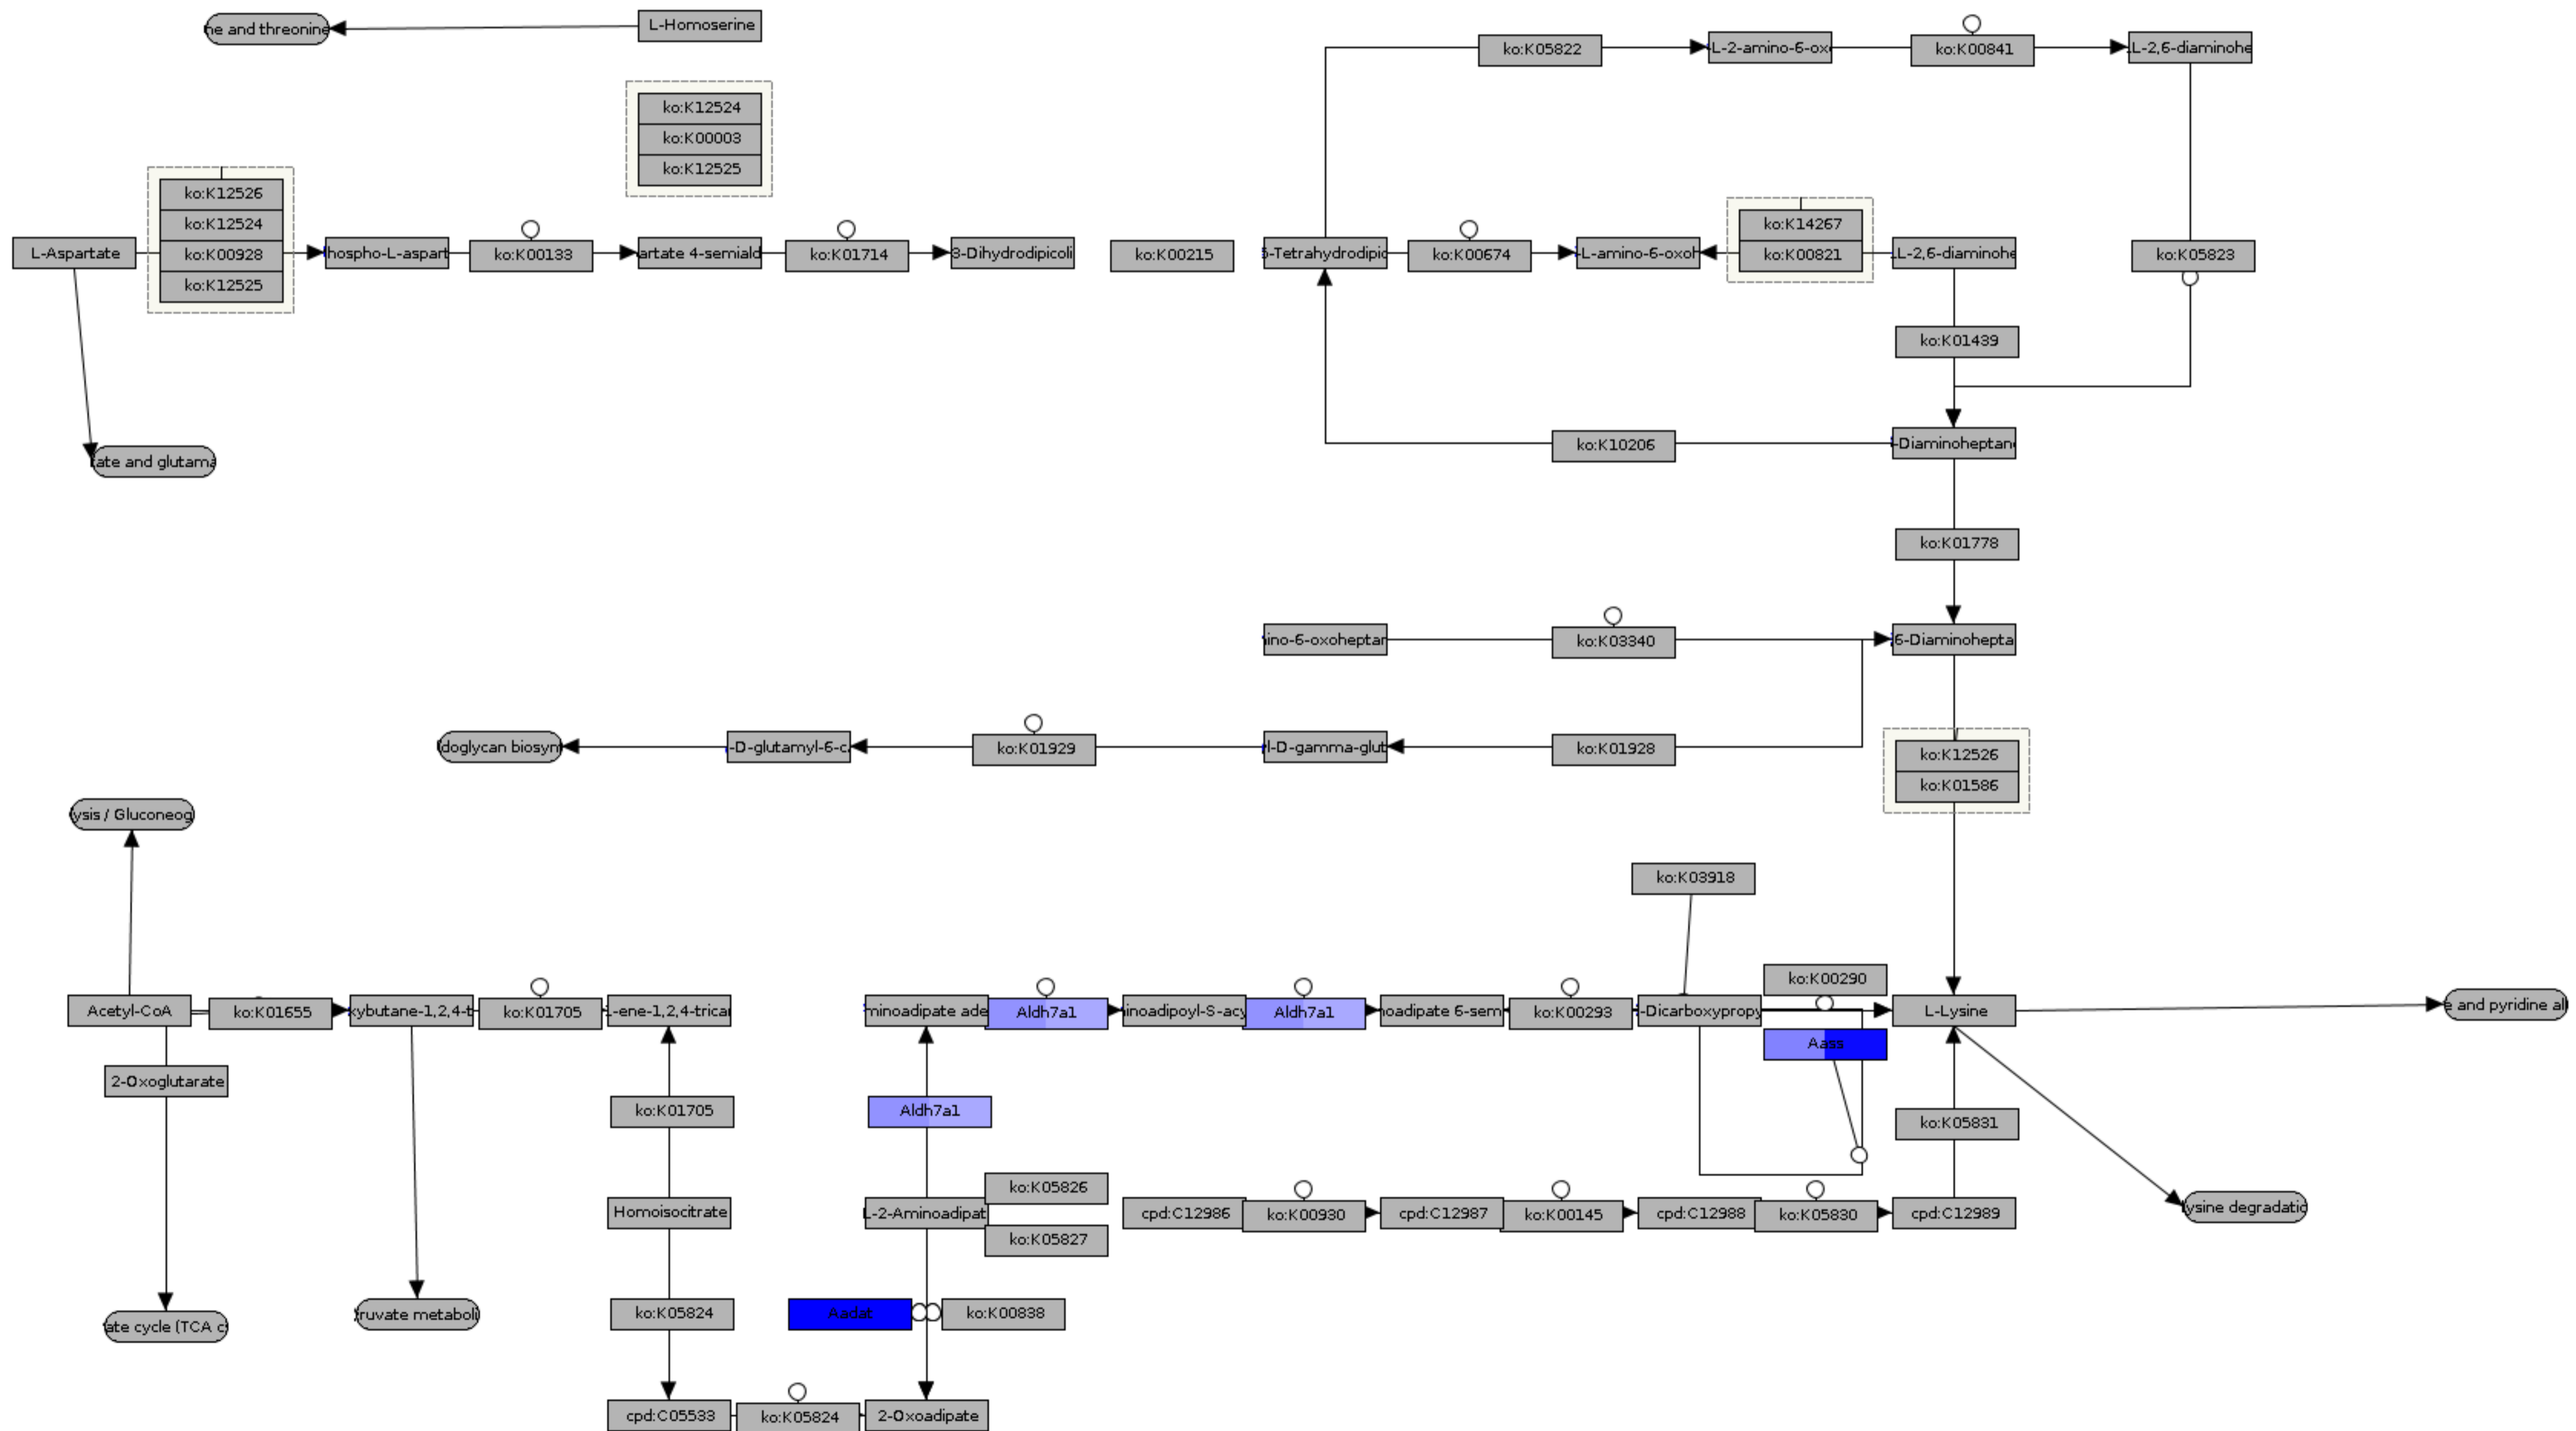 L-Homoserine
ne and threonine
ko:K05822
L-2-amino-6-ox
ko:K00841
L-2,6-diaminohe
ko:K12524
ko:K00003
ko:K12525
ko:K12526
ko:K12524
ko:K00928
ko:K12525
L-Aspartate
hospho-L-aspart
ko:K00133
artate 4-semiald
ko:K01714
3-Dihydrodipicoli
ko:K00215
-Tetrahydrodipic
ko:K00674
-L-amino-6-oxoh
ko:K14267
ko:K00821
L-2,6-diaminohe
ko:K05823
ko:K01439
ate and glutama
ko:K10206
-Diaminoheptan
ko:K01778
ino-6-oxoheptar
ko:K03340
6-Diaminohepta
doglycan biosyn
-D-glutamyl-6-c
ko:K01929
l-D-gamma-glut
ko:K01928
ko:K12526
ko:K01586
ysis / Gluconeog
ko:K03918
ko:K00290
Acetyl-CoA
ko:K01655
xybutane-1,2,4-t
ko:K01705
-ene-1,2,4-tricar
minoadipate ade
Aldh7a1
inoadipoyl-S-acy
Aldh7a1
noadipate 6-sem
ko:K00293
-Dicarboxypropy
L-Lysine
e and pyridine al
Aass
2-Oxoglutarate
ko:K01705
Aldh7a1
ko:K05831
ko:K05826
Homoisocitrate
L-2-Aminoadipat
ko:K05827
cpd:C12986
ko:K00930
cpd:C12987
ko:K00145
cpd:C12988
ko:K05830
cpd:C12989
ysine degradatio
ate cycle (TCA c
ruvate metaboli
ko:K05824
Aadat
ko:K00838
cpd:C05533
ko:K05824
2-Oxoadipate